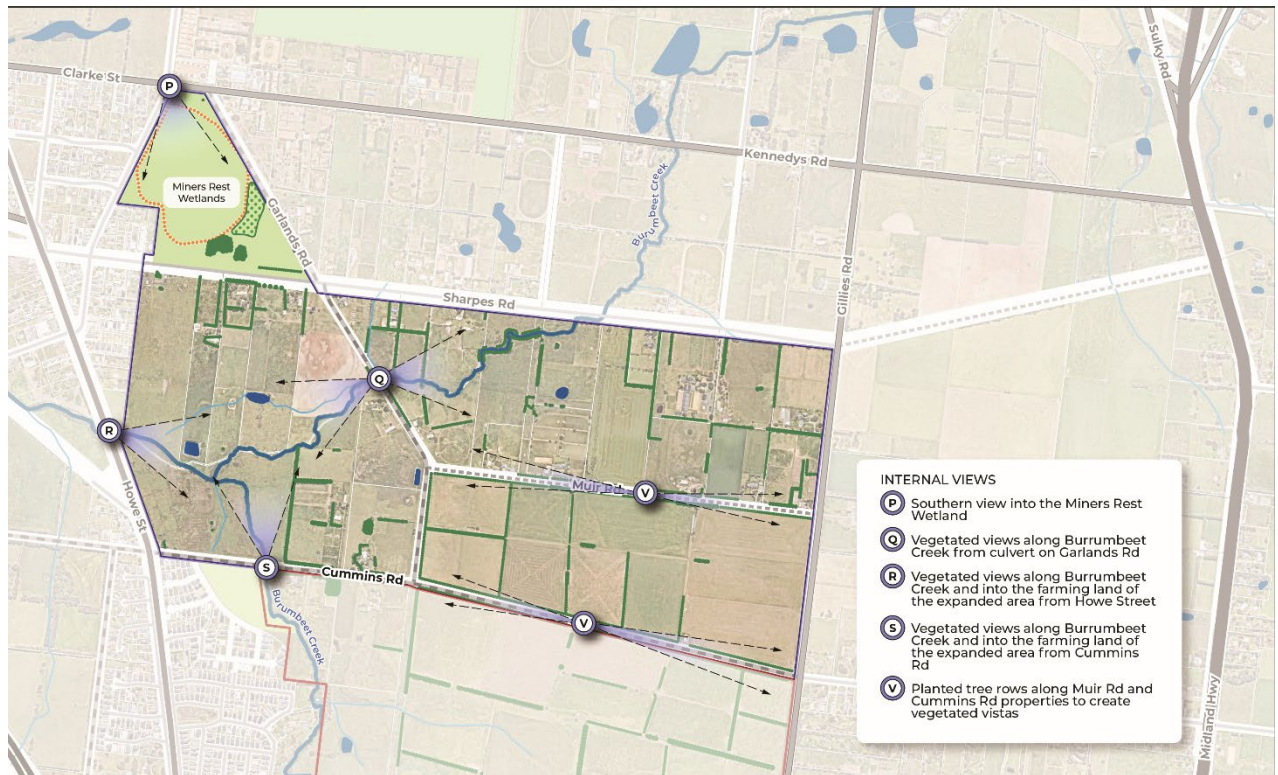 Clarke St
P
Miners Rest
Wetlands
Garlands Rd
Kennedys Rd
Sulky Rd
Burumbeet Creek
Gillies Rd
Sharpes Rd
Q
R
Howe St
Muir Rd
V
S
Cummins Rd
V
Burumbeet Creek
Midland Hwy
INTERNAL VIEWS
P Southern view into the Miners Rest
Wetland
Q Vegetated views along Burrumbeet
Creek from culvert on Garlands Rd
R Vegetated views along Burrumbeet
Creek and into the farming land of
the expanded area from Howe Street
S Vegetated views along Burrumbeet
Creek and into the farming land of
the expanded area from Cummins
Rd
V Planted tree rows along Muir Rd and
Cummins Rd properties to create
vegetated vistas